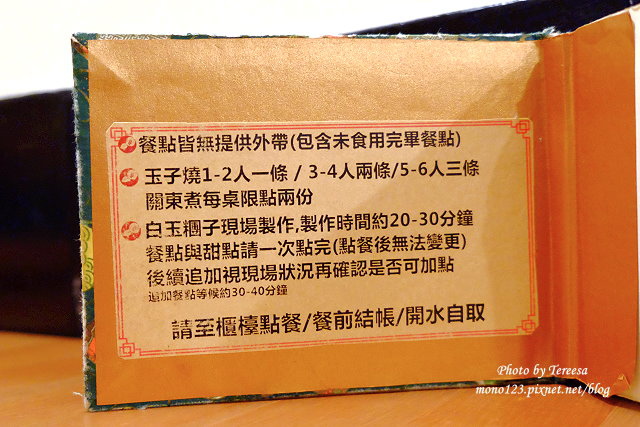 餐點皆無提供外帶(包含未食用完畢餐點)
玉子燒1-2人一條 / 3-4人兩條/5-6人三條
關東煮每桌限點兩份
白玉糰子現場製作,製作時間約20-30分鐘
餐點與甜點請一次點完(點餐後無法變更)
後續追加視現場狀況再確認是否可加點
追加餐點等候約30-40分鐘
請至櫃檯點餐/餐前結帳/開水自取
Photo by Tereesa
mono123.pixnet.net/blog